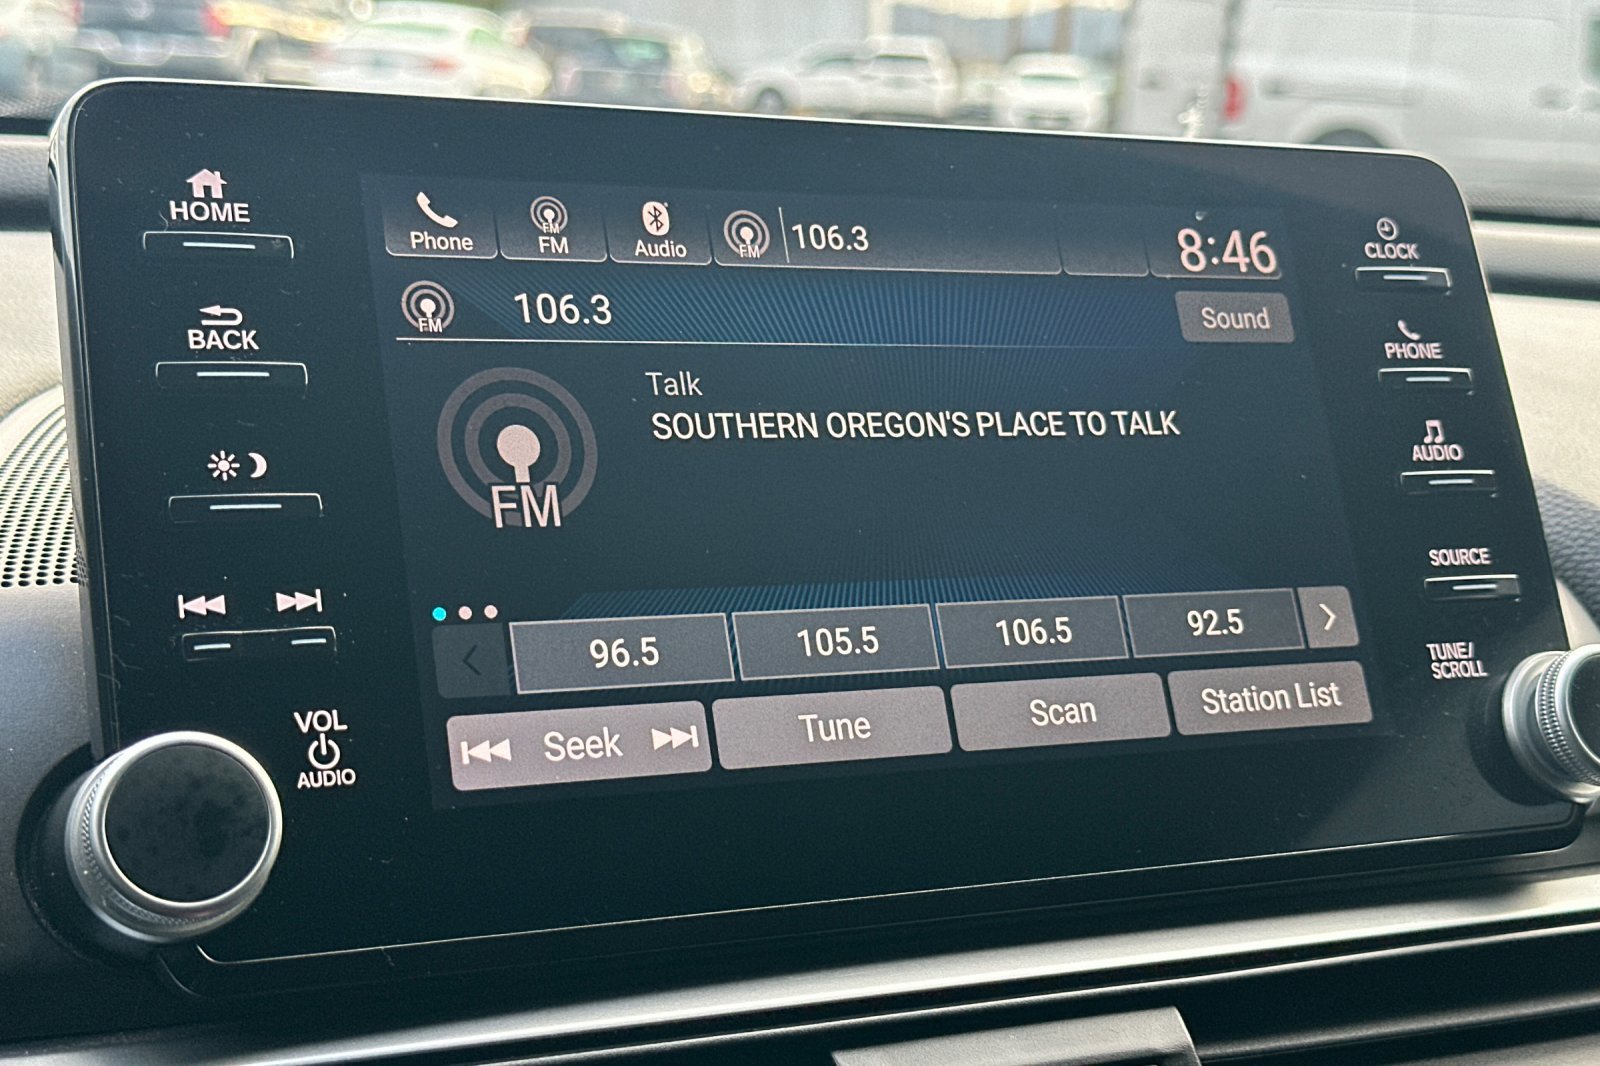 HOME
BACK
VOL
AUDIO
Phone
FM
FM
Audio
FM
106.3
8:46
FM
106.3
Sound
FM
Talk
SOUTHERN OREGON'S PLACE TO TALK
96.5
105.5
106.5
92.5
Seek
Tune
Scan
Station List
CLOCK
PHONE
AUDIO
SOURCE
TUNE/
SCROLL